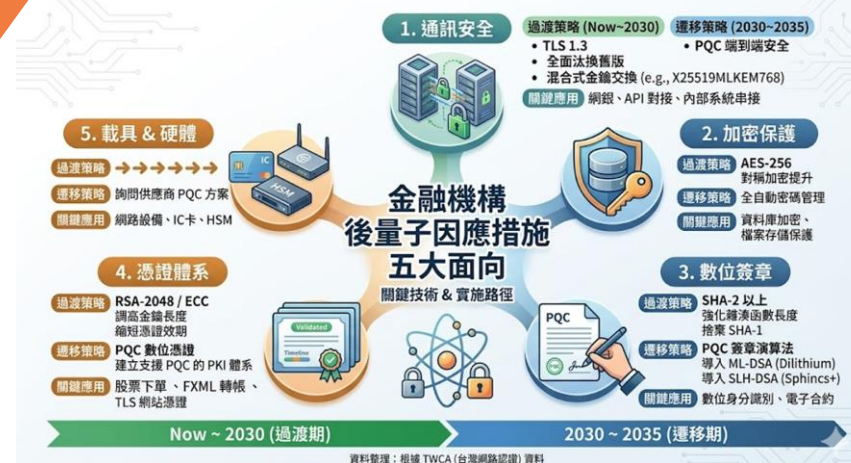 1. 通訊安全
過渡策略 (Now~2030)
遷移策略 (2030~2035)
• TLS 1.3
• 全面汰換舊版
• 混合式金鑰交換 (e.g., X25519MLKEM768)
• PQC 端到端安全
關鍵應用 網銀、API 對接、內部系統串接
5. 載具 & 硬體
過渡策略 →→→→→→→
遷移策略 詢問供應商 PQC 方案
關鍵應用 網路設備、IC卡、HSM
IC
HSM
2. 加密保護
過渡策略 AES-256
對稱加密提升
遷移策略 全自動密碼管理
關鍵應用 資料庫加密、
檔案存儲保護
金融機構
後量子因應措施
五大面向
關鍵技術 & 實施路徑
4. 憑證體系
過渡策略 RSA-2048 / ECC
調高金鑰長度
縮短憑證效期
遷移策略 PQC 數位憑證
建立支援 PQC 的 PKI 體系
關鍵應用 股票下單、FXML 轉帳、
TLS 網站憑證
Validated
Timeline
3. 數位簽章
過渡策略 SHA-2 以上
強化雜湊函數長度
捨棄 SHA-1
遷移策略 PQC 簽章演算法
導入 ML-DSA (Dilithium)
導入 SLH-DSA (Sphincs+)
關鍵應用 數位身分識別、電子合約
PQC
Now ~ 2030 (過渡期)
2030 ~ 2035 (遷移期)
資料整理：根據 TWCA (台灣網路認證) 資料